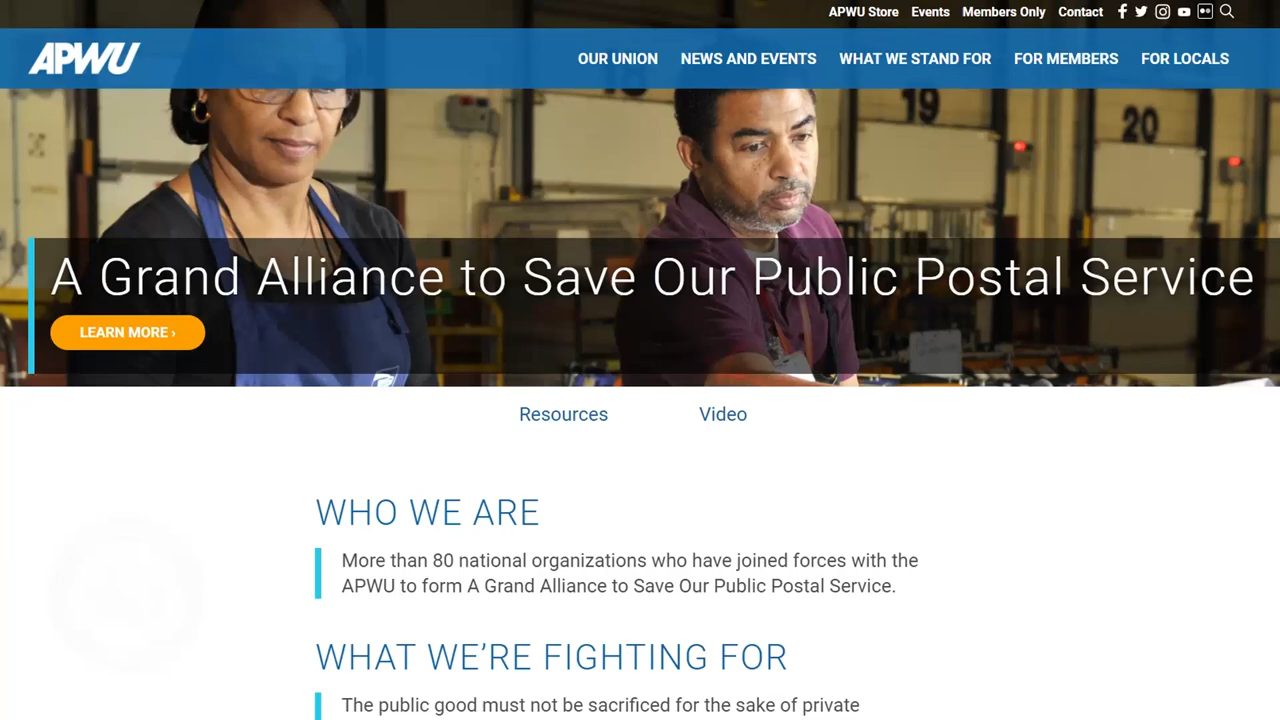 APWU Store Events Members Only Contact
APWU
OUR UNION NEWS AND EVENTS WHAT WE STAND FOR FOR MEMBERS FOR LOCALS
19
20
A Grand Alliance to Save Our Public Postal Service
LEARN MORE ›
Resources Video
WHO WE ARE
More than 80 national organizations who have joined forces with the
APWU to form A Grand Alliance to Save Our Public Postal Service.
WHAT WE’RE FIGHTING FOR
The public good must not be sacrificed for the sake of private